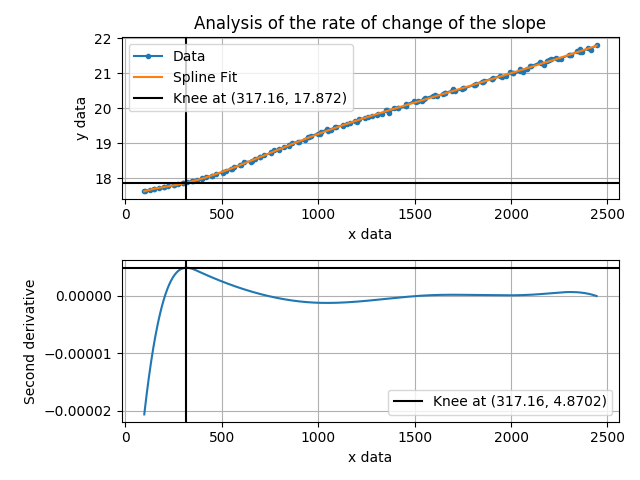 Analysis of the rate of change of the slope
22
21
20
19
18
y data
Data
Spline Fit
Knee at (317.16, 17.872)
0
500
1000
1500
2000
2500
x data
0.00000
−0.00001
−0.00002
Second derivative
Knee at (317.16, 4.8702)
0
500
1000
1500
2000
2500
x data